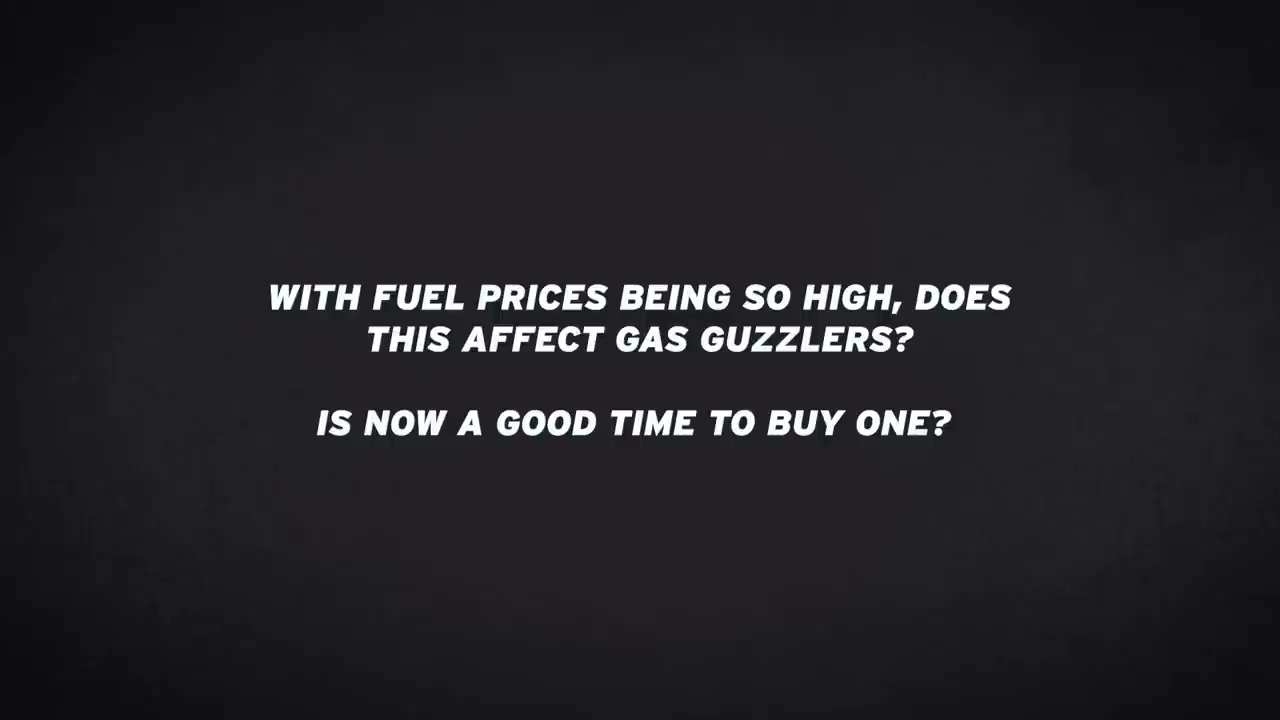 WITH FUEL PRICES BEING SO HIGH, DOES
THIS AFFECT GAS GUZZLERS?
IS NOW A GOOD TIME TO BUY ONE?